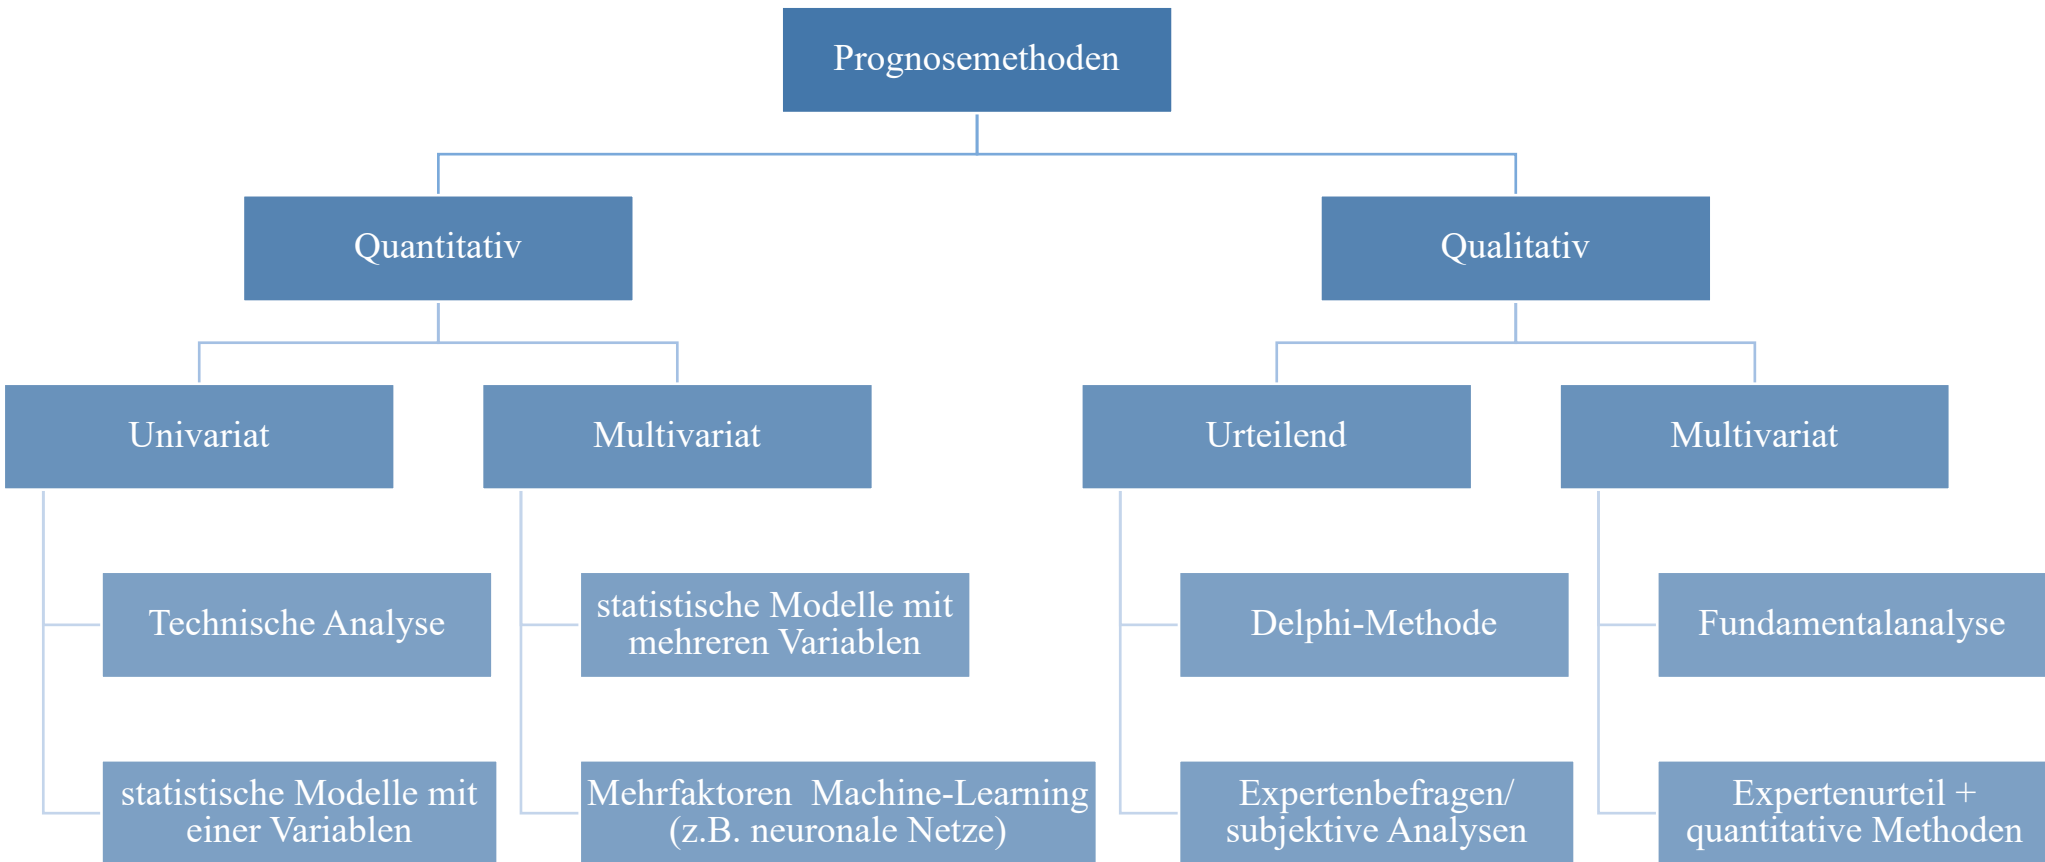 Prognosemethoden
Quantitativ
Qualitativ
Univariat
Multivariat
Urteilend
Multivariat
Technische Analyse
statistische Modelle mit
mehreren Variablen
Delphi-Methode
Fundamentalanalyse
statistische Modelle mit
einer Variablen
Mehrfaktoren  Machine-Learning
(z.B. neuronale Netze)
Expertenbefragen/
subjektive Analysen
Expertenurteil +
quantitative Methoden